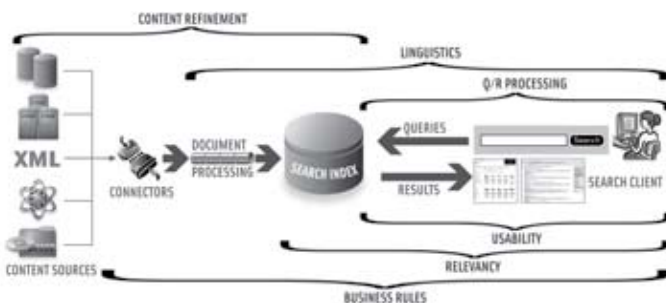 CONTENT REFINEMENT
LINGUISTICS
Q/R PROCESSING
QUERIES
Search
DOCUMENT
PROCESSING
XML
SEARCH INDEX
CONNECTORS
RESULTS
SEARCH CLIENT
USABILITY
CONTENT SOURCES
RELEVANCY
BUSINESS RULES